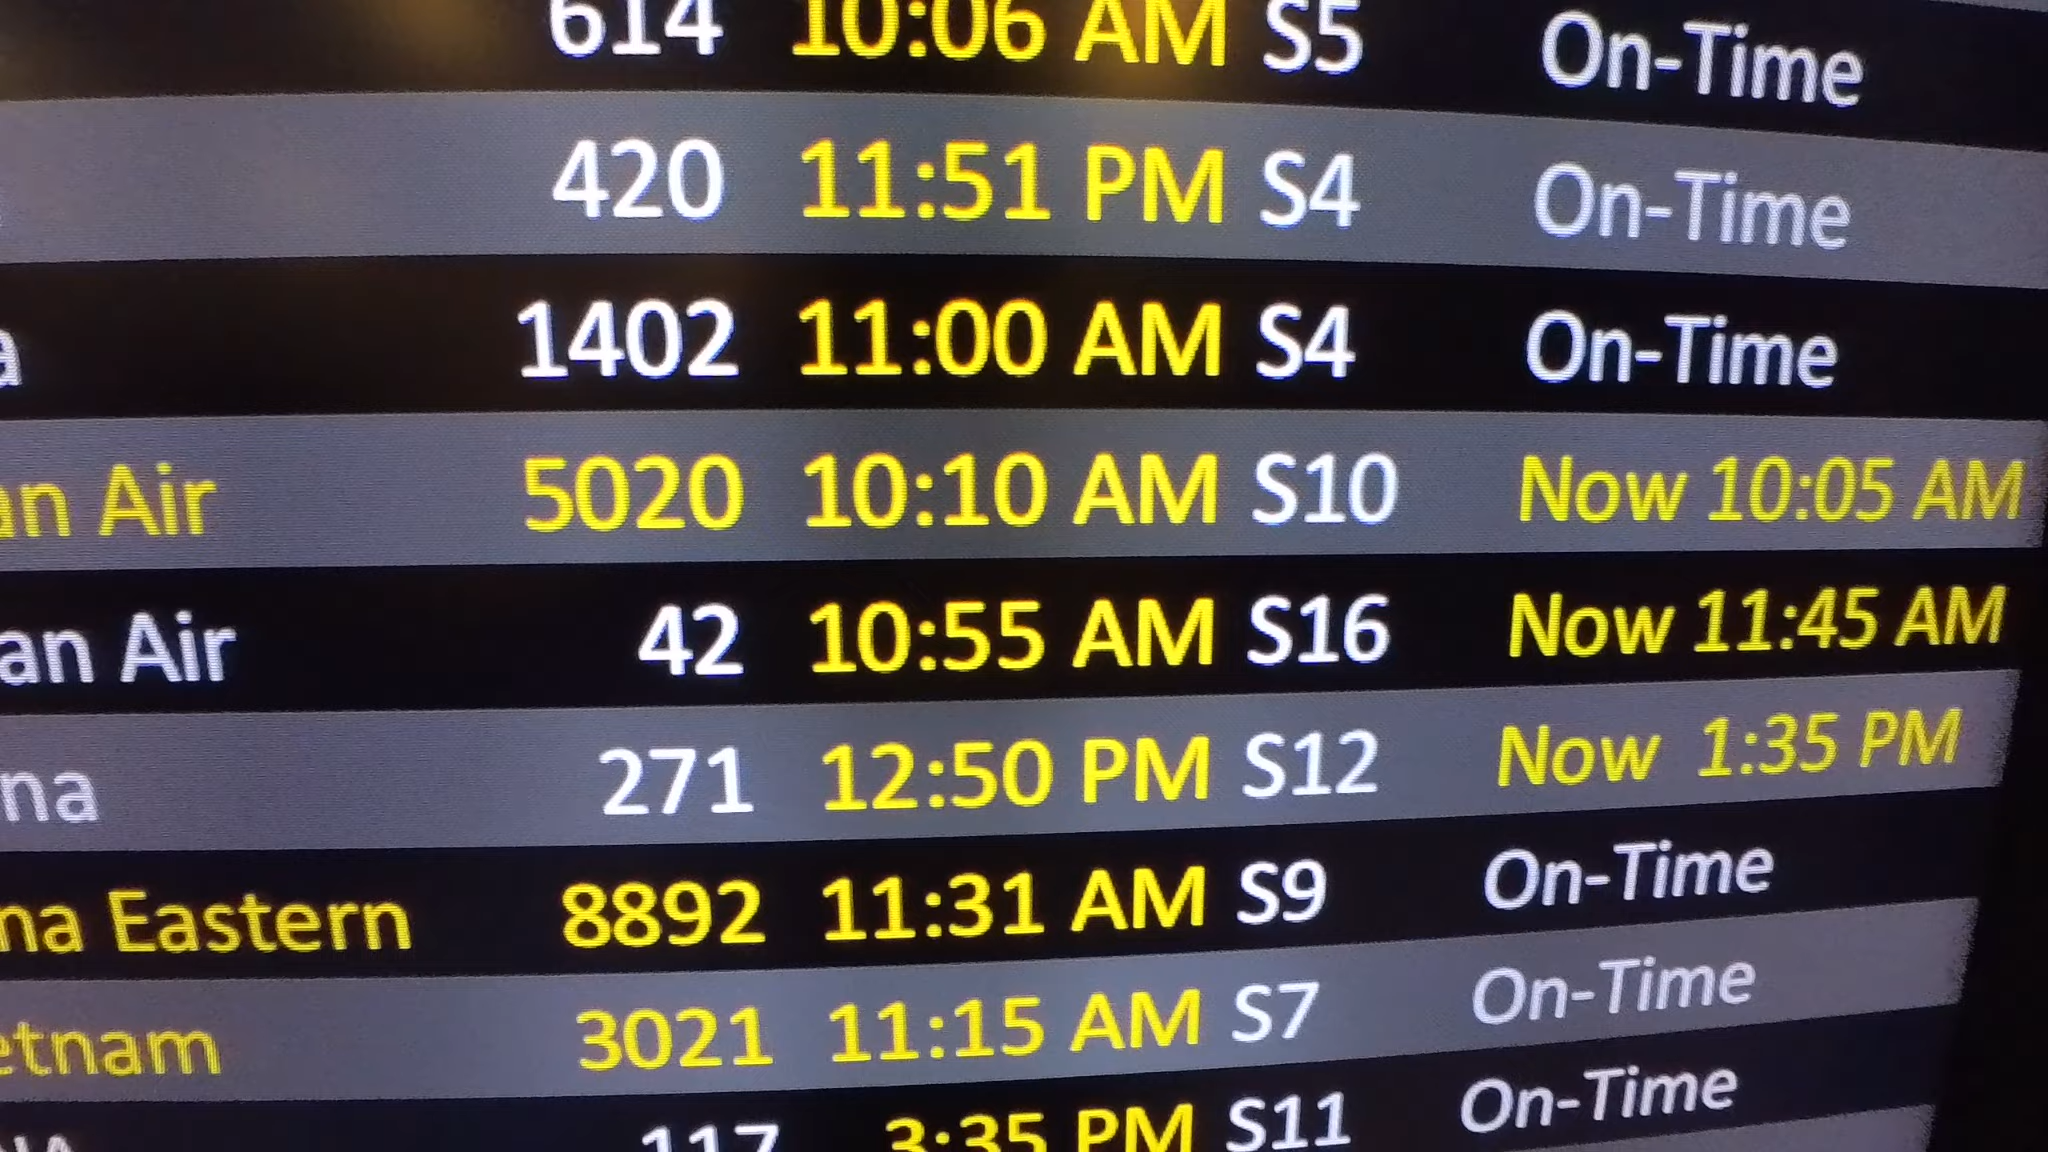 614 10:06 AM S5 On-Time
420 11:51 PM S4 On-Time
1402 11:00 AM S4 On-Time
an Air 5020 10:10 AM S10 Now 10:05 AM
an Air 42 10:55 AM S16 Now 11:45 AM
na 271 12:50 PM S12 Now 1:35 PM
na Eastern 8892 11:31 AM S9 On-Time
etnam 3021 11:15 AM S7 On-Time
117 3:35 PM S11 On-Time